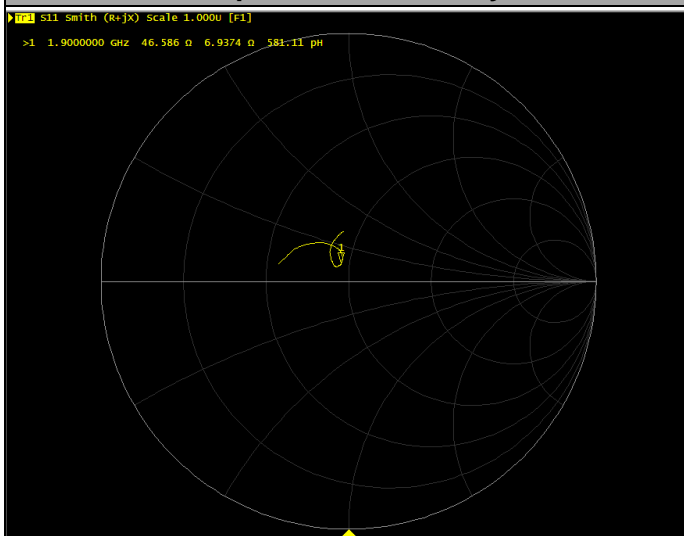 Tr1 S11 Smith (R+jX) Scale 1.000U [F1]
>1 1.9000000 GHz 46.586 Ω 6.9374 Ω 581.11 pH
1